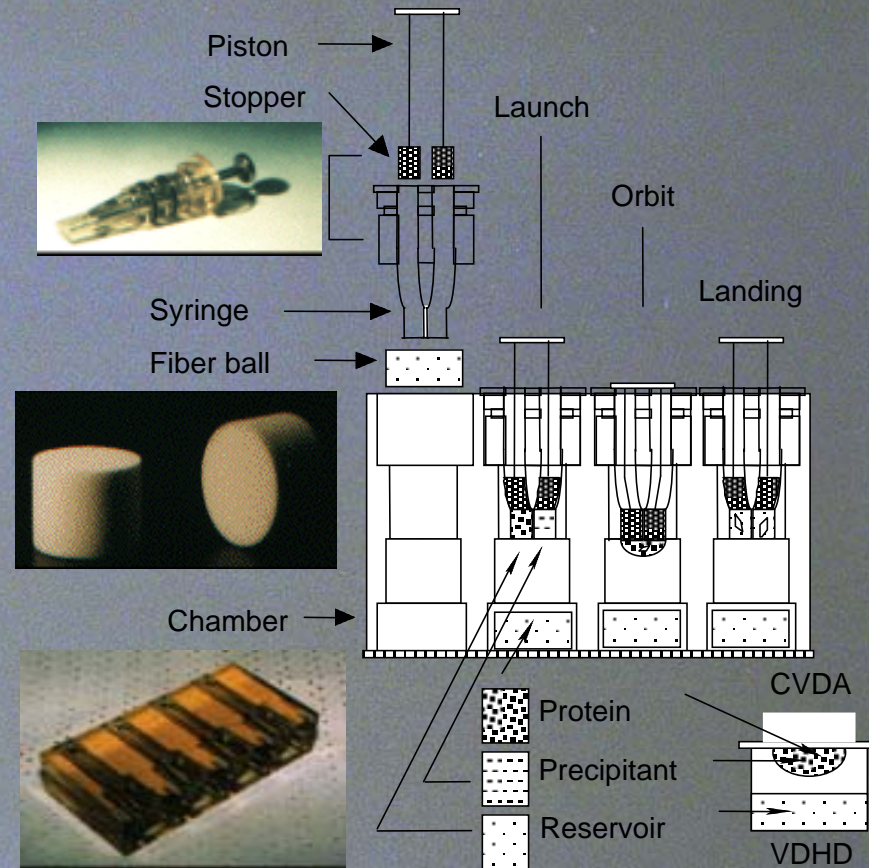 Piston
Stopper
Launch
Orbit
Landing
Syringe
Fiber ball
Chamber
CVDA
Protein
Precipitant
Reservoir
VDHD